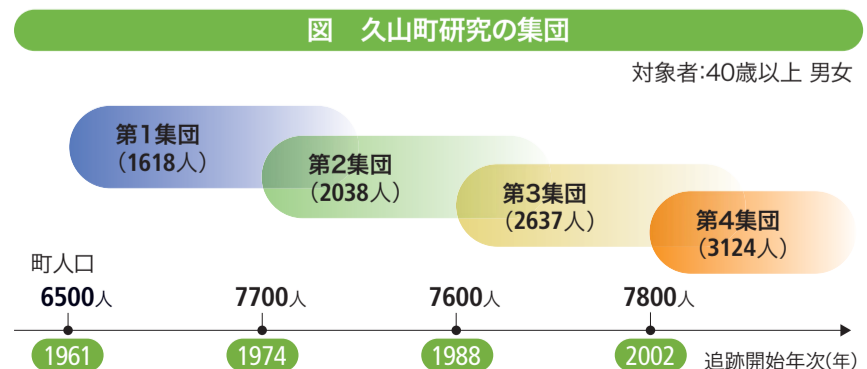 図 久山町研究の集団
対象者:40歳以上 男女
第1集団
（1618人）
第2集団
（2038人）
第3集団
（2637人）
第4集団
（3124人）
町人口
6500人 7700人 7600人 7800人
1961 1974 1988 2002 追跡開始年次(年)